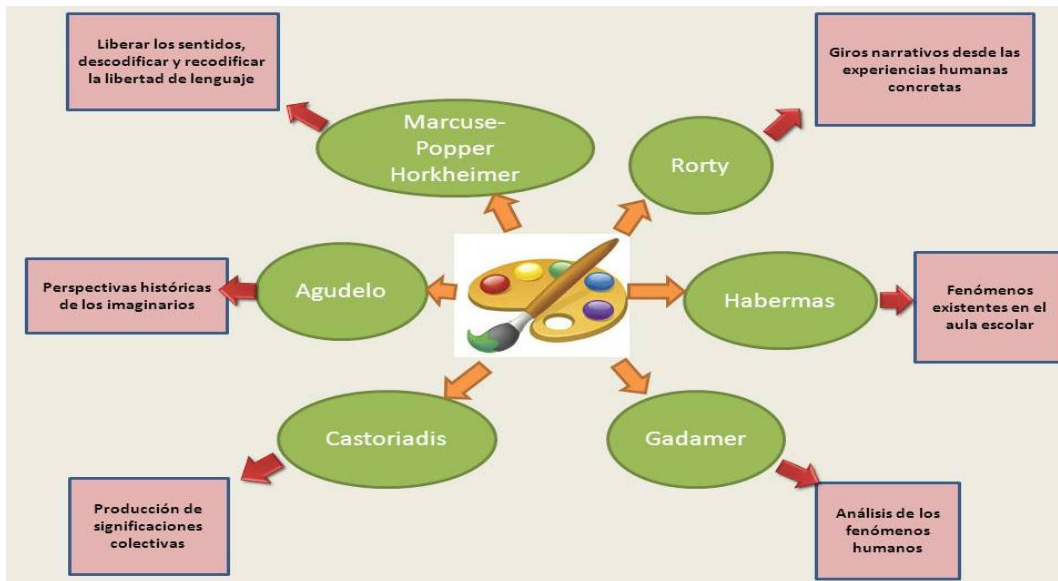 Liberar los sentidos,
descodificar y recodificar
la libertad de lenguaje
Marcuse-
Popper
Horkheimer
Rorty
Giros narrativos desde las
experiencias humanas
concretas
Perspectivas históricas
de los imaginarios
Agudelo
Habermas
Fenómenos
existentes en el
aula escolar
Castoriadis
Gadamer
Producción de
significaciones
colectivas
Análisis de los
fenómenos
humanos